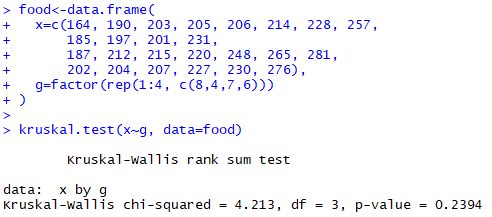 > food<-data.frame(
+   x=c(164, 190, 203, 205, 206, 214, 228, 257,
+       185, 197, 201, 231,
+       187, 212, 215, 220, 248, 265, 281,
+       202, 204, 207, 227, 230, 276),
+   g=factor(rep(1:4, c(8,4,7,6)))
+ )
>
> kruskal.test(x~g, data=food)

        Kruskal-Wallis rank sum test

data:  x by g
Kruskal-Wallis chi-squared = 4.213, df = 3, p-value = 0.2394